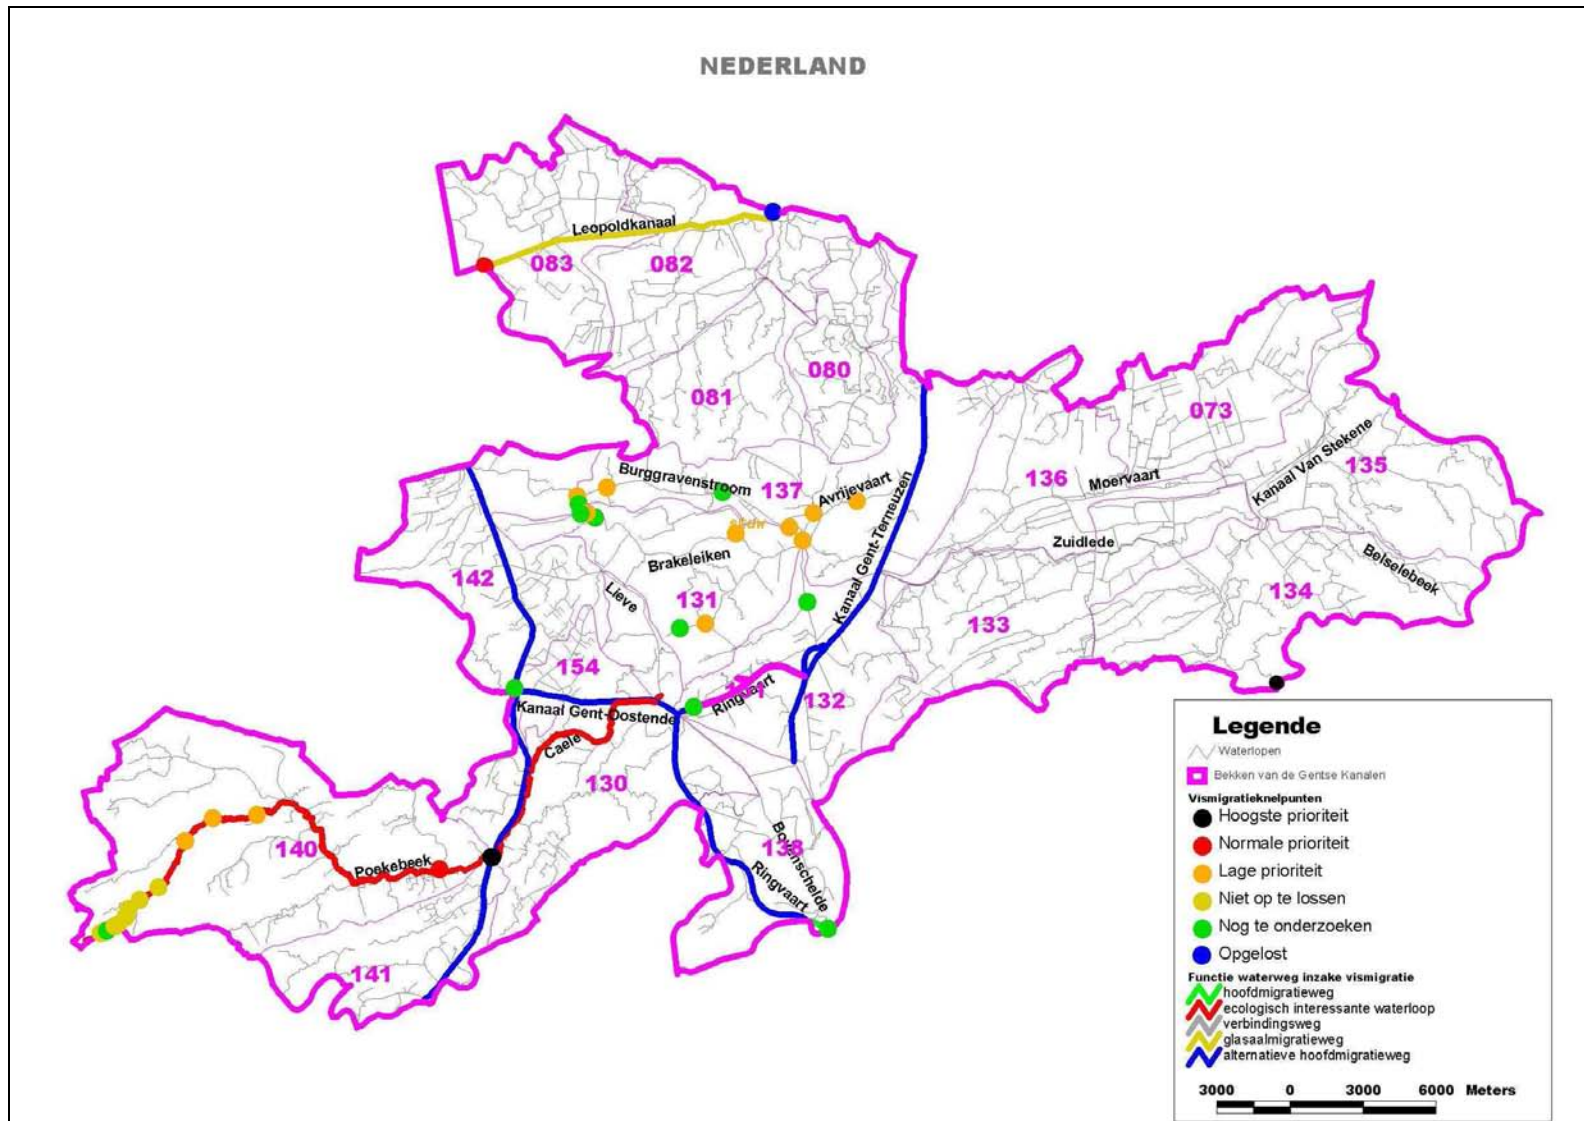 NEDERLAND
Leopoldkanaal
083
082
080
081
073
Kanaal Van Stekene
135
136
Moervaart
Burggravenstroom
137
Avrijevaart
Kanaal Gent-Terneuzen
Zuidlede
Belselebeek
134
Brakeleiken
142
Lieve
131
133
154
Ringvaart
132
Kanaal Gent-Oostende
Caele
130
138
Bovenschelde
Ringvaart
140
Poekebeek
141
Legende
Waterlopen
Bekken van de Gentse Kanalen
Vismigratieknelpunten
Hoogste prioriteit
Normale prioriteit
Lage prioriteit
Niet op te lossen
Nog te onderzoeken
Opgelost
Functie waterweg inzake vismigratie
hoofdmigratieweg
ecologisch interessante waterloop
verbindingsweg
glasaalmigratieweg
alternatieve hoofdmigratieweg
3000 0 3000 6000 Meters